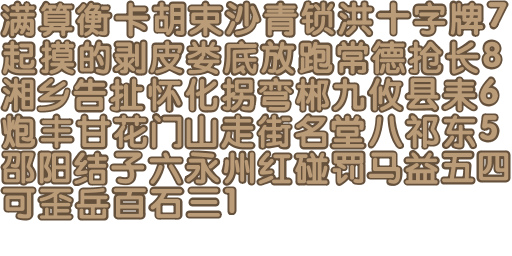 满算衡卡胡束沙青锁洪十字牌7
起摸的剥皮娄底放跑常德抢长8
湘乡告扯怀化拐弯郴九攸县耒6
炮丰甘花门山走街名堂八祁东5
邵阳结子六永州红碰罚马益五四
可歪岳百石三1